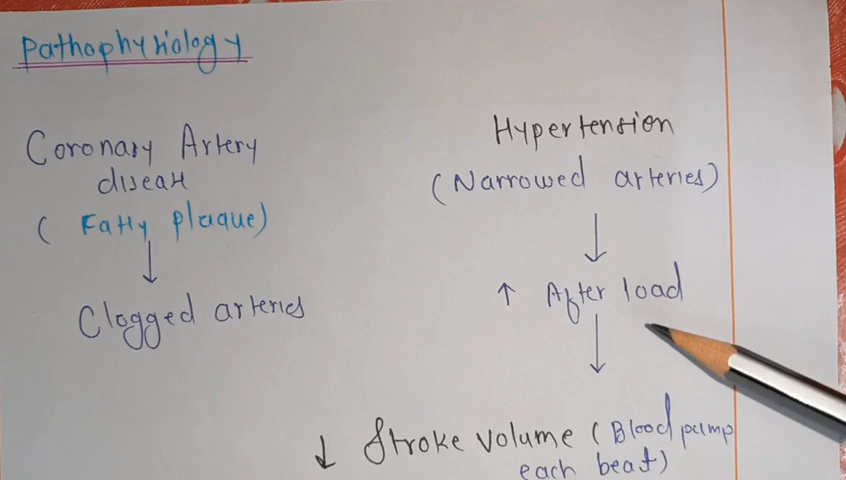 Pathophysiology
Coronary Artery
disease
( Fatty plaque)
↓
Clogged arteries
Hypertension
(Narrowed arteries)
↓
↑ After load
↓
↓ Stroke volume (Blood pump
each beat)